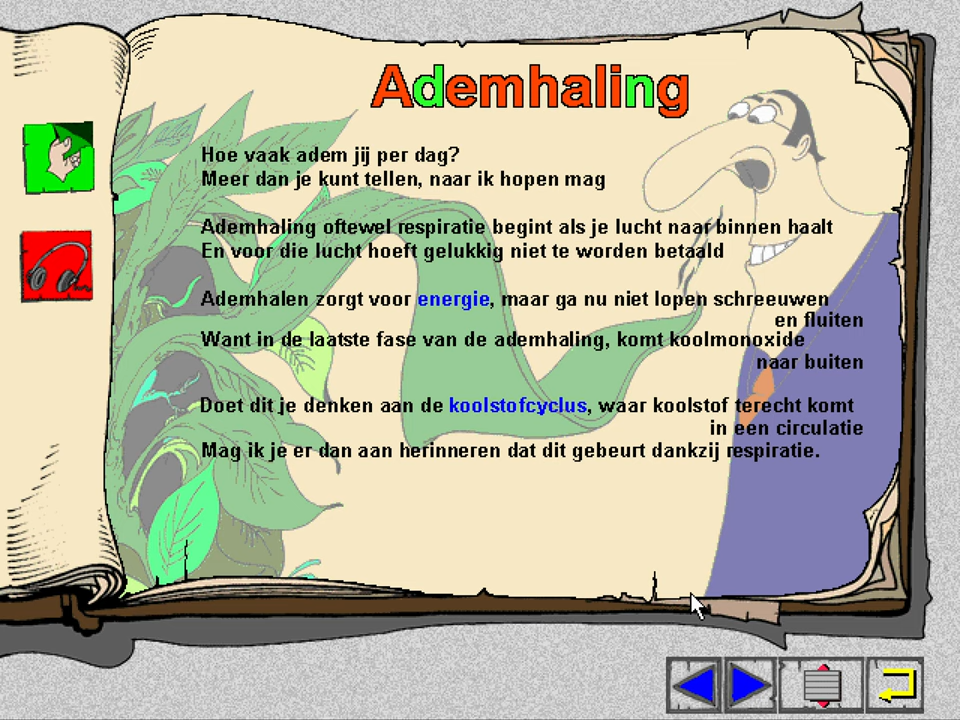 Ademhaling
Hoe vaak adem jij per dag?
Meer dan je kunt tellen, naar ik hopen mag
Ademhaling oftewel respiratie begint als je lucht naar binnen haalt
En voor die lucht hoeft gelukkig niet te worden betaald
Ademhalen zorgt voor energie, maar ga nu niet lopen schreeuwen
en fluiten
Want in de laatste fase van de ademhaling, komt koolmonoxide
naar buiten
Doet dit je denken aan de koolstofcyclus, waar koolstof terecht komt
in een circulatie
Mag ik je er dan aan herinneren dat dit gebeurt dankzij respiratie.